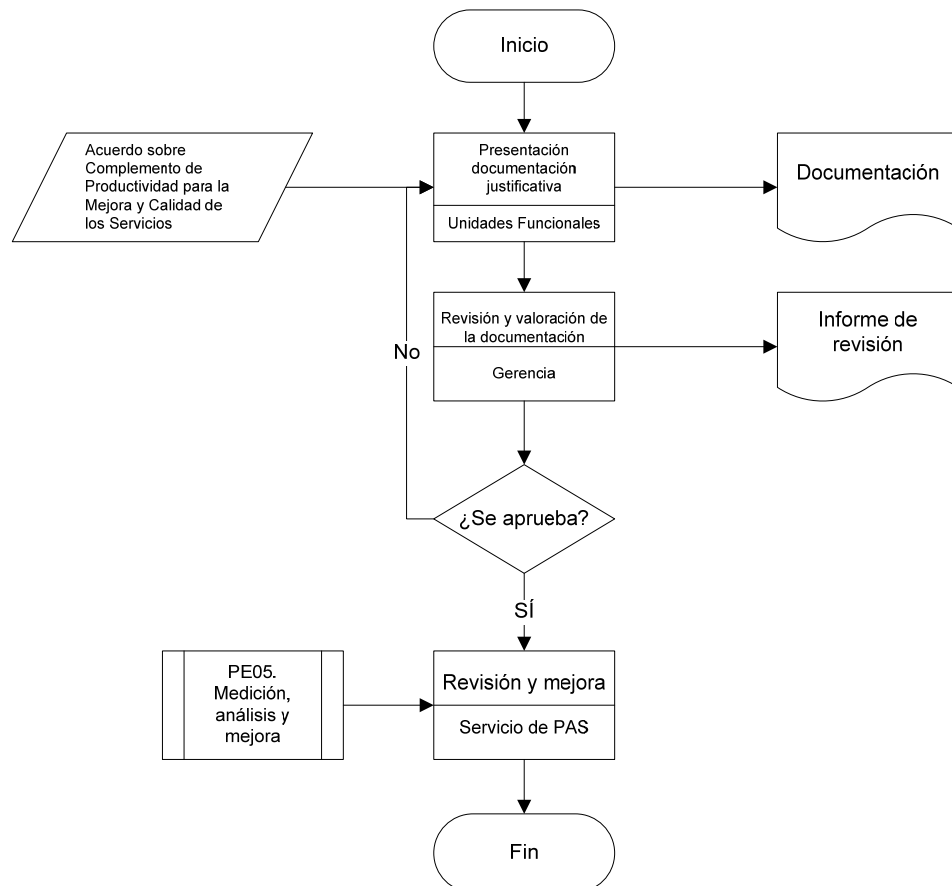 Inicio
Acuerdo sobre
Complemento de
Productividad para la
Mejora y Calidad de
los Servicios
Presentación
documentación
justificativa
Unidades Funcionales
Documentación
Revisión y valoración de
la documentación
Gerencia
Informe de
revisión
No
¿Se aprueba?
SÍ
PE05.
Medición,
análisis y
mejora
Revisión y mejora
Servicio de PAS
Fin